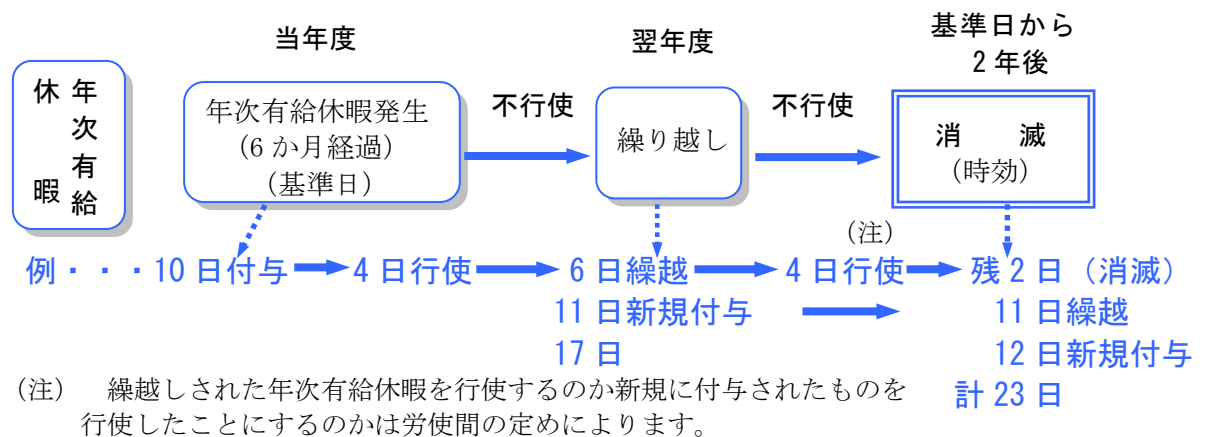 当年度
翌年度
基準日から
2年後
年次有給
休暇
年次有給休暇発生
(6か月経過)
(基準日)
不行使
繰り越し
不行使
消　滅
(時効)
(注)
例・・・10日付与
4日行使
6日繰越
4日行使
残2日(消滅)
11日新規付与
11日繰越
17日
12日新規付与
計23日
(注)　繰越しされた年次有給休暇を行使するのか新規に付与されたものを
行使したことにするのかは労使間の定めによります。